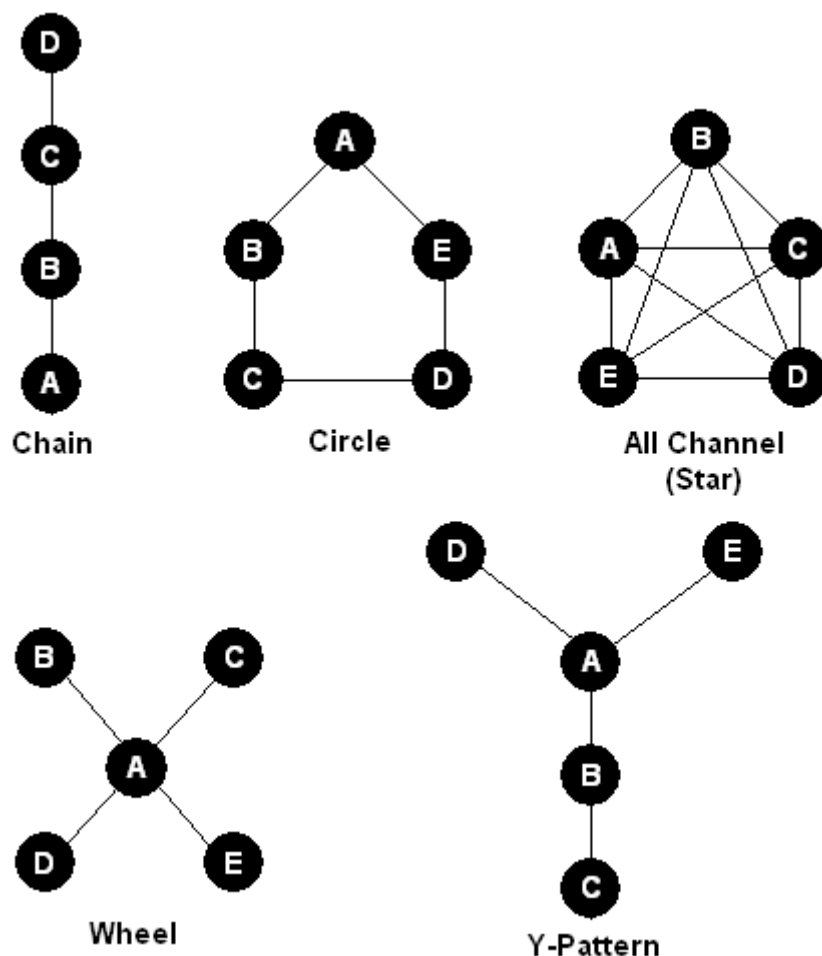 D
C
B
A
Chain
A
B E
C D
Circle
B
A C
E D
All Channel
(Star)
B C
A
D E
Wheel
D E
A
B
C
Y-Pattern